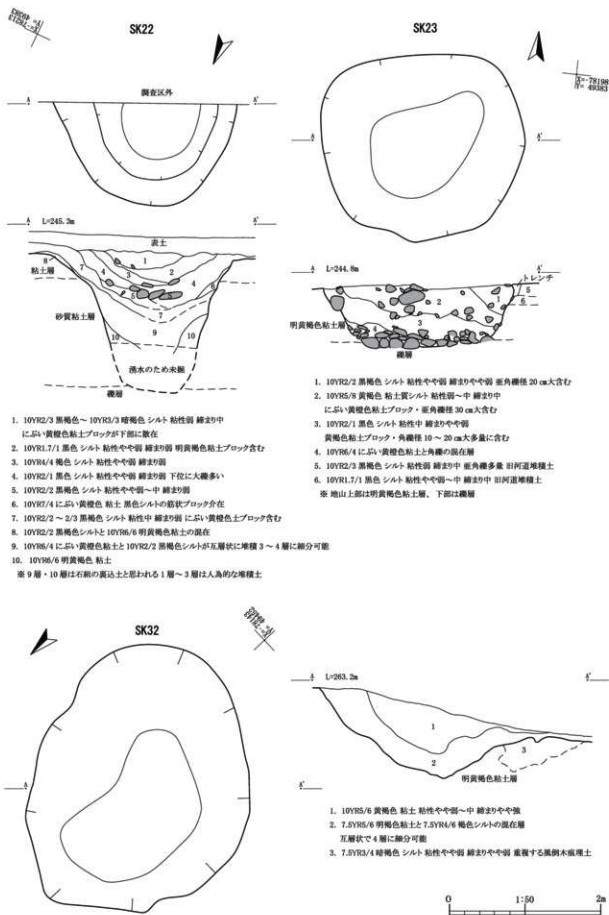 SK22
調査区外
A
A'
A
L=245.3m
A'
表土
粘土層
砂質粘土層
湧水のため未掘
礫層
1. 10YR2/3 黒褐色～ 10YR3/3 暗褐色 シルト 粘性弱 締まり中
にぶい黄橙色粘土ブロックが下部に散在
2. 10YR1.7/1 黒色 シルト 粘性やや弱 締まり弱 明黄褐色粘土ブロック含む
3. 10YR4/4 褐色 シルト 粘性やや弱 締まり弱
4. 10YR2/1 黒色 シルト 粘性やや弱 締まり弱 下位に大礫多い
5. 10YR2/2 黒褐色 シルト 粘性やや弱～中 締まり弱
6. 10YR7/4 にぶい黄橙色 粘土 黒色シルトの筋状ブロック介在
7. 10YR2/2 ～ 2/3 黒褐色 シルト 粘性中 締まり弱 にぶい黄橙色土ブロック含む
8. 10YR2/2 黒褐色シルトと 10YR6/6 明黄褐色粘土の混在
9. 10YR6/4 にぶい黄橙色粘土と 10YR2/2 黒褐色シルトが互層状に堆積 3 ～ 4 層に細分可能
10. 10YR6/6 明黄褐色 粘土
※ 9 層・10 層は石組の裏込土と思われる 1 層～ 3 層は人為的な堆積土
SK23
X=-78198
Y= 49383
A
A'
A
L=244.8m
A'
トレンチ
明黄褐色粘土層
礫層
1. 10YR2/2 黒褐色 シルト 粘性やや弱 締まりやや弱 亜角礫径 20 cm大含む
2. 10YR5/8 黄褐色 粘土質シルト 粘性弱～中 締まり中
にぶい黄橙色粘土ブロック・亜角礫径 30 cm大含む
3. 10YR2/1 黒色 シルト 粘性中 締まりやや弱
黄褐色粘土ブロック・角礫径 10 ～ 20 cm大多量に含む
4. 10YR6/4 にぶい黄橙色粘土と角礫の混在層
5. 10YR2/3 黒褐色 シルト 粘性弱 締まり中 亜角礫多量 旧河道堆積土
6. 10YR1.7/1 黒色 シルト 粘性やや弱～中 締まり中 旧河道堆積土
※ 地山上部は明黄褐色粘土層、下部は礫層
SK32
A
A'
A
L=263.2m
A'
1
2
3
明黄褐色粘土層
1. 10YR5/6 黄褐色 粘土 粘性やや弱～中 締まりやや強
2. 7.5YR5/6 明褐色粘土と 7.5YR4/6 褐色シルトの混在層
互層状で 4 層に細分可能
3. 7.5YR3/4 暗褐色 シルト 粘性やや弱 締まりやや弱 重複する風倒木痕埋土
0 1:50 2m